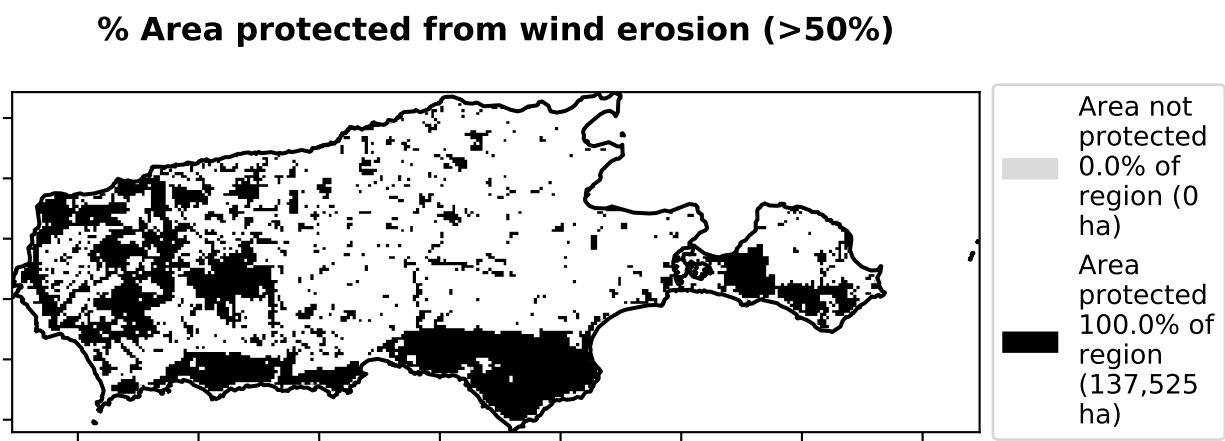 % Area protected from wind erosion (>50%)
Area not
protected
0.0% of
region (0
ha)
Area
protected
100.0% of
region
(137,525
ha)